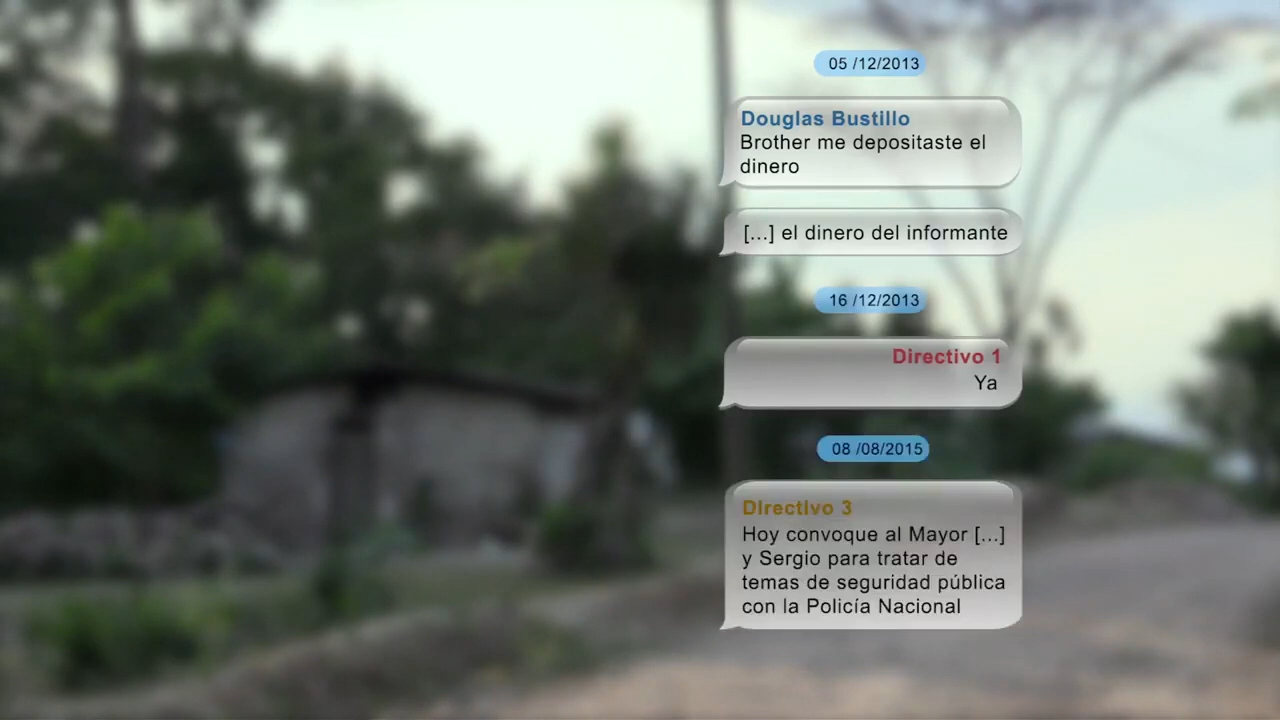 05 /12/2013
Douglas Bustillo
Brother me depositaste el
dinero
[...] el dinero del informante
16 /12/2013
Directivo 1
Ya
08 /08/2015
Directivo 3
Hoy convoque al Mayor [...]
y Sergio para tratar de
temas de seguridad pública
con la Policía Nacional